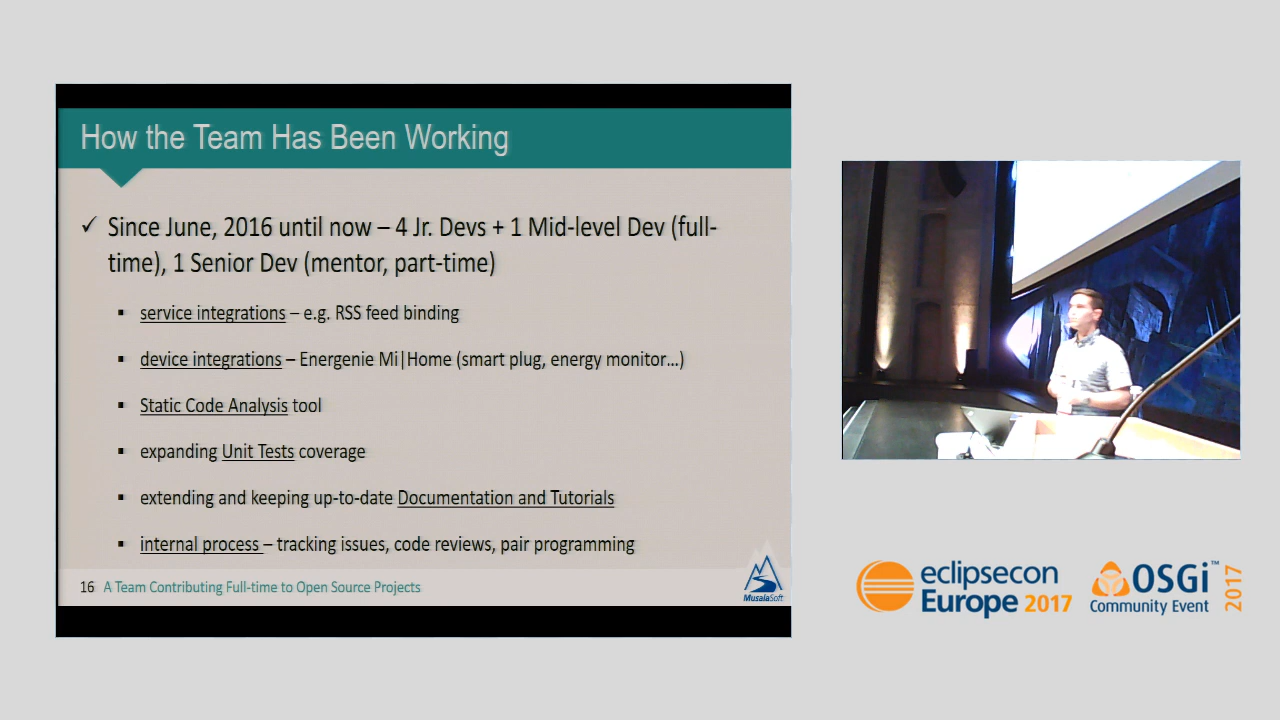 How the Team Has Been Working
✓ Since June, 2016 until now – 4 Jr. Devs + 1 Mid-level Dev (full-
time), 1 Senior Dev (mentor, part-time)
▪ service integrations – e.g. RSS feed binding
▪ device integrations – Energenie Mi|Home (smart plug, energy monitor...)
▪ Static Code Analysis tool
▪ expanding Unit Tests coverage
▪ extending and keeping up-to-date Documentation and Tutorials
▪ internal process – tracking issues, code reviews, pair programming
16 A Team Contributing Full-time to Open Source Projects
MusalaSoft
eclipsecon
Europe 2017
OSGi™
Community Event
2017